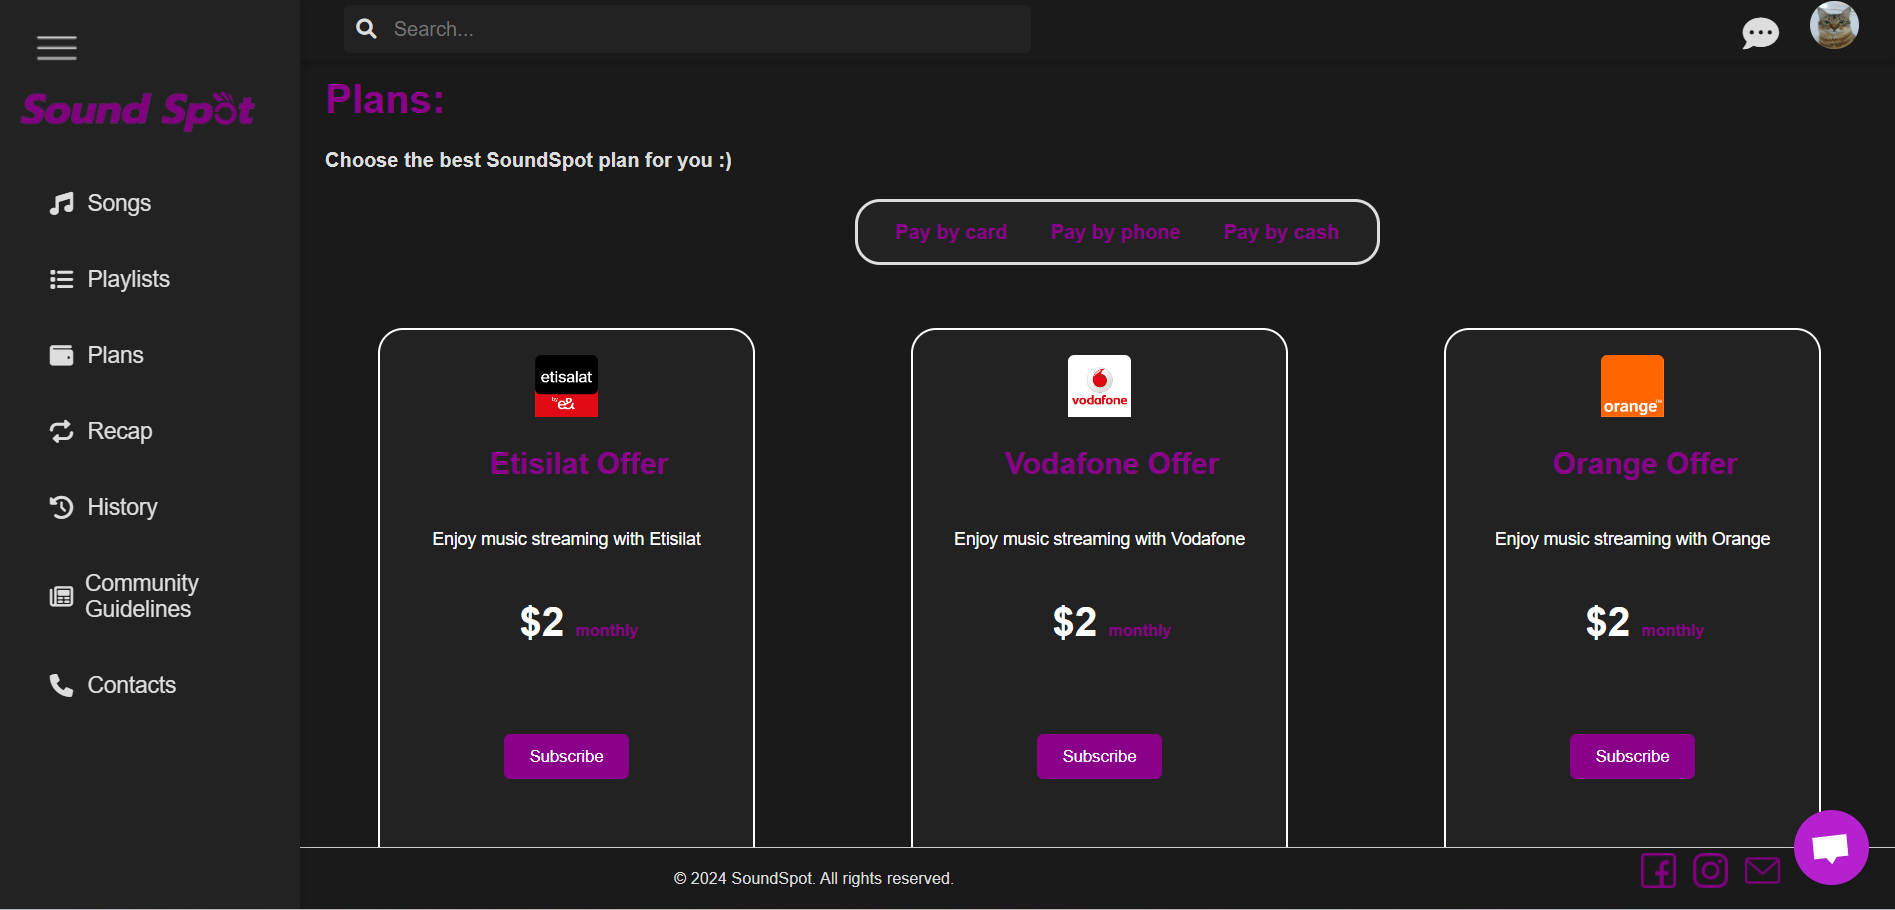 Search...
Sound Spot
Songs
Playlists
Plans
Recap
History
Community
Guidelines
Contacts
Plans:
Choose the best SoundSpot plan for you :)
Pay by card Pay by phone Pay by cash
etisalat
by e&
Etisilat Offer
Enjoy music streaming with Etisilat
$2 monthly
Subscribe
vodafone
Vodafone Offer
Enjoy music streaming with Vodafone
$2 monthly
Subscribe
orange™
Orange Offer
Enjoy music streaming with Orange
$2 monthly
Subscribe
© 2024 SoundSpot. All rights reserved.